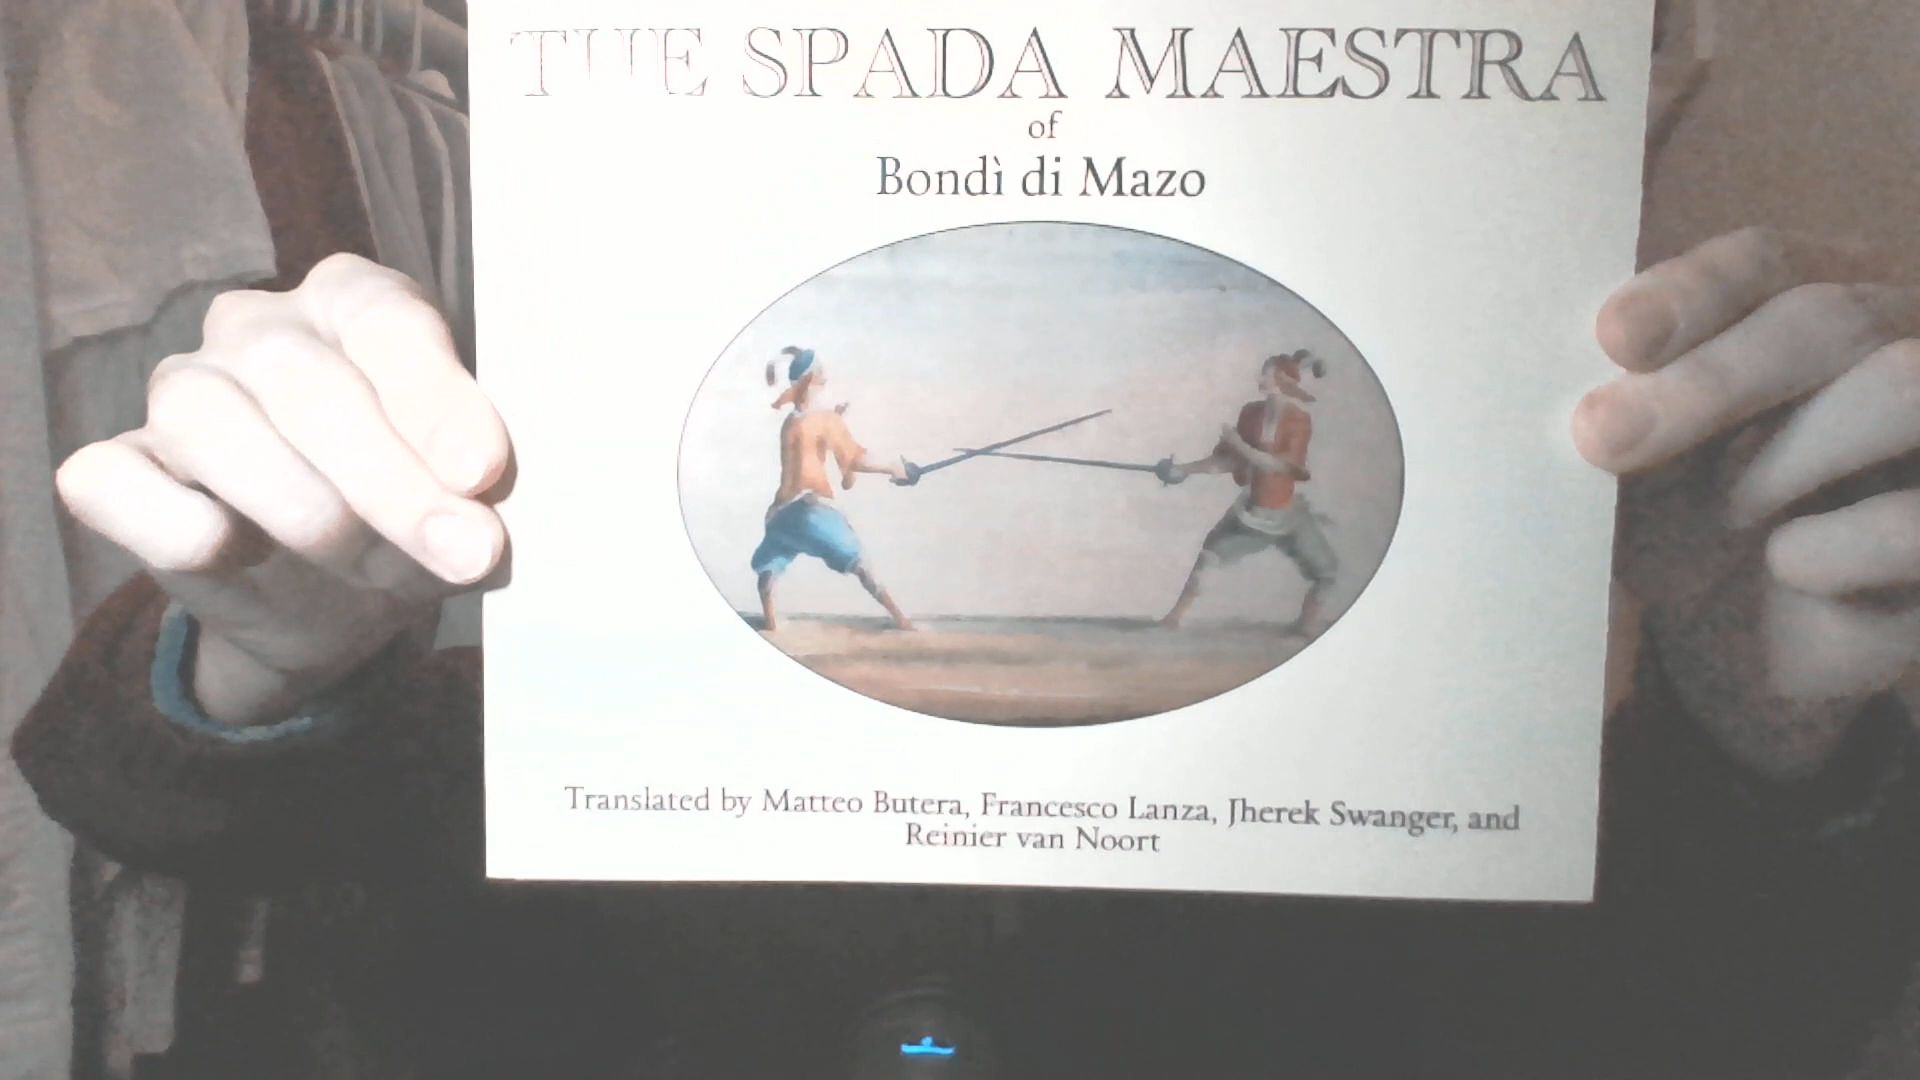 THE SPADA MAESTRA
of
Bondì di Mazo
Translated by Matteo Butera, Francesco Lanza, Jherek Swanger, and
Reinier van Noort